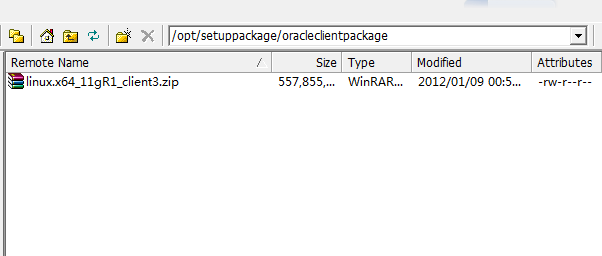 /opt/setuppackage/oracleclientpackage
Remote Name / Size Type Modified Attributes
linux.x64_11gR1_client3.zip 557,855,... WinRAR... 2012/01/09 00:5... -rw-r--r--